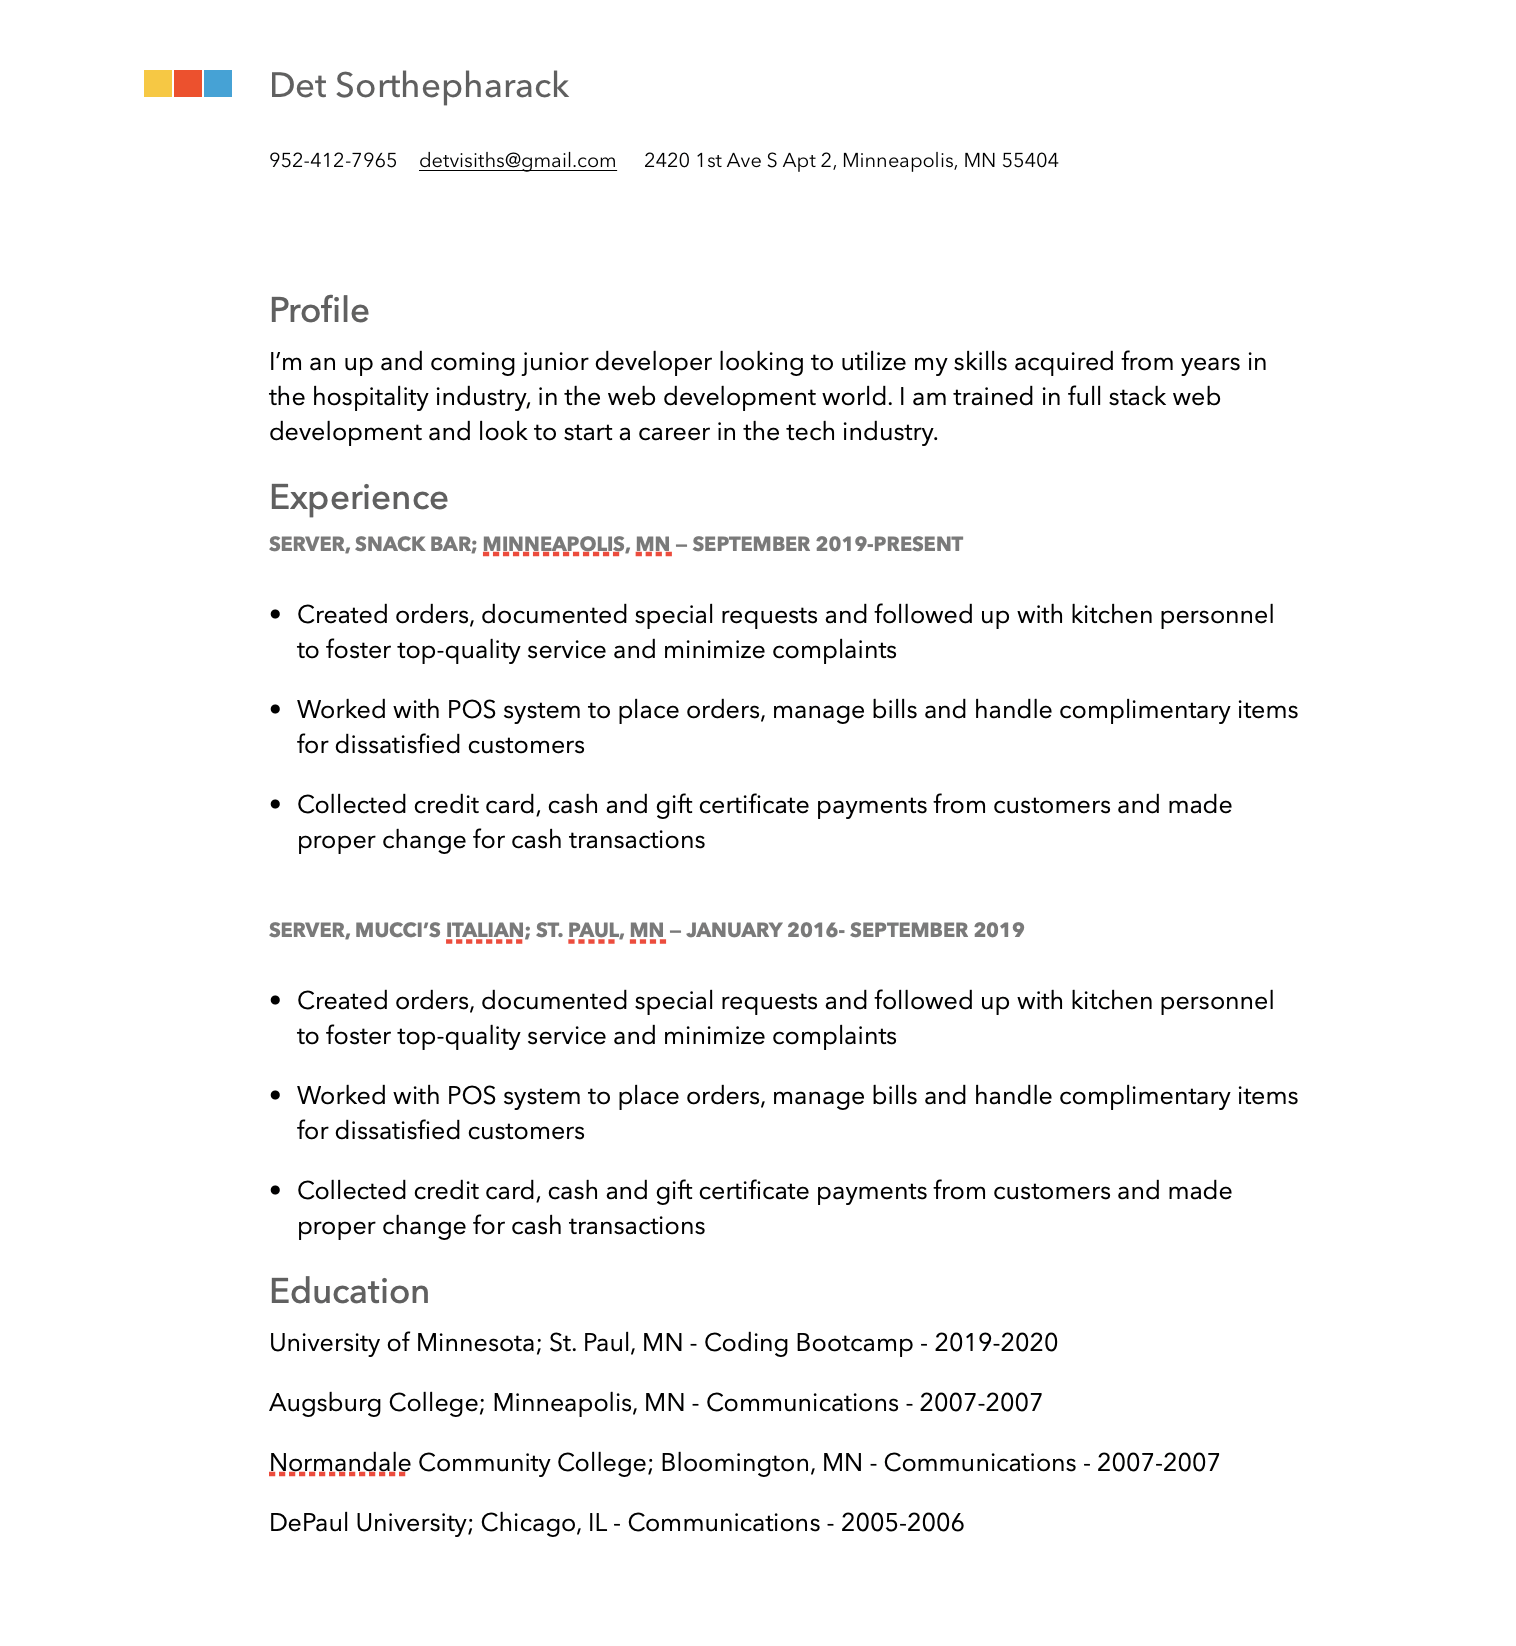 Det Sorthepharack
952-412-7965 detvisiths@gmail.com 2420 1st Ave S Apt 2, Minneapolis, MN 55404
Profile
I’m an up and coming junior developer looking to utilize my skills acquired from years in
the hospitality industry, in the web development world. I am trained in full stack web
development and look to start a career in the tech industry.
Experience
SERVER, SNACK BAR; MINNEAPOLIS, MN – SEPTEMBER 2019-PRESENT
• Created orders, documented special requests and followed up with kitchen personnel
to foster top-quality service and minimize complaints
• Worked with POS system to place orders, manage bills and handle complimentary items
for dissatisfied customers
• Collected credit card, cash and gift certificate payments from customers and made
proper change for cash transactions
SERVER, MUCCI’S ITALIAN; ST. PAUL, MN – JANUARY 2016- SEPTEMBER 2019
• Created orders, documented special requests and followed up with kitchen personnel
to foster top-quality service and minimize complaints
• Worked with POS system to place orders, manage bills and handle complimentary items
for dissatisfied customers
• Collected credit card, cash and gift certificate payments from customers and made
proper change for cash transactions
Education
University of Minnesota; St. Paul, MN - Coding Bootcamp - 2019-2020
Augsburg College; Minneapolis, MN - Communications - 2007-2007
Normandale Community College; Bloomington, MN - Communications - 2007-2007
DePaul University; Chicago, IL - Communications - 2005-2006